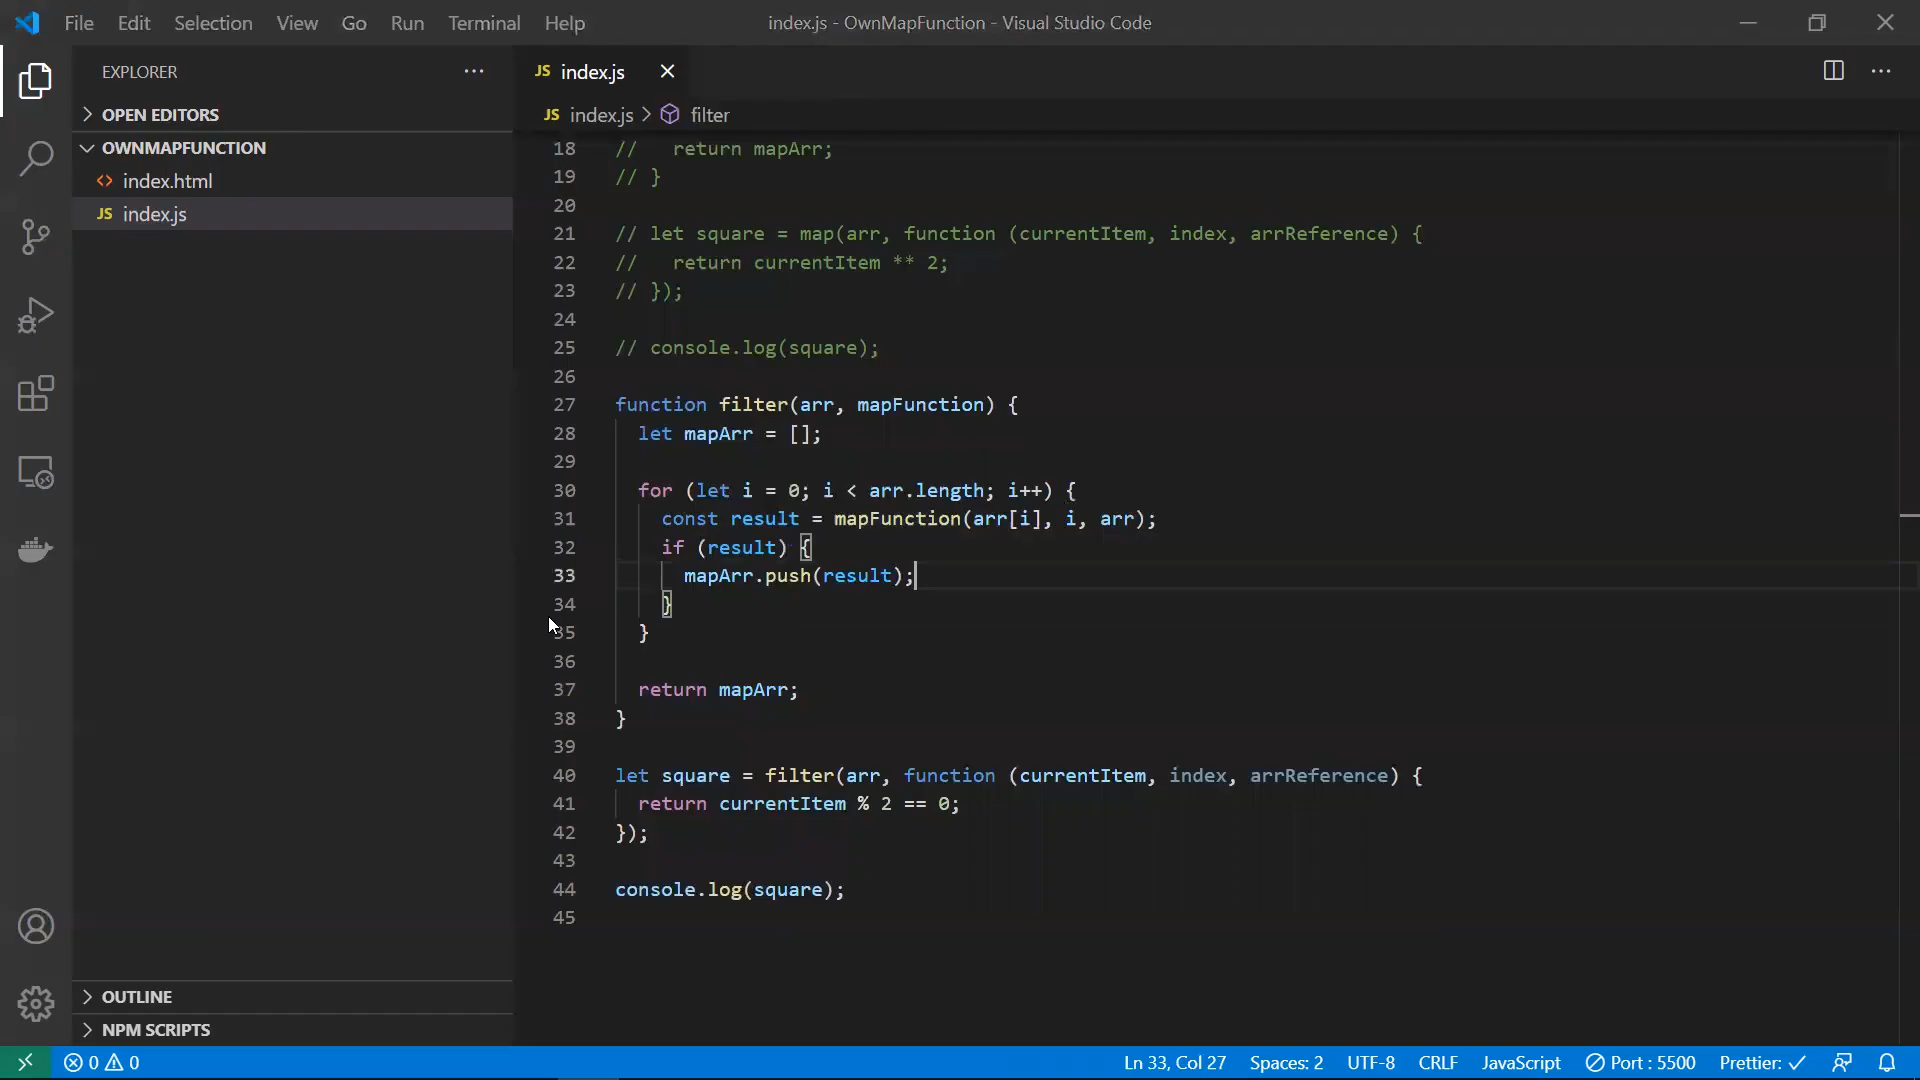 File Edit Selection View Go Run Terminal Help index.js - OwnMapFunction - Visual Studio Code
EXPLORER
OPEN EDITORS
OWNMAPFUNCTION
index.html
JS index.js
OUTLINE
NPM SCRIPTS
JS index.js
JS index.js > filter
18 //   return mapArr;
19 // }
20
21 // let square = map(arr, function (currentItem, index, arrReference) {
22 //   return currentItem ** 2;
23 // });
24
25 // console.log(square);
26
27 function filter(arr, mapFunction) {
28   let mapArr = [];
29
30   for (let i = 0; i < arr.length; i++) {
31     const result = mapFunction(arr[i], i, arr);
32     if (result) {
33       mapArr.push(result);
34     }
35   }
36
37   return mapArr;
38 }
39
40 let square = filter(arr, function (currentItem, index, arrReference) {
41   return currentItem % 2 == 0;
42 });
43
44 console.log(square);
45
0 0 Ln 33, Col 27 Spaces: 2 UTF-8 CRLF JavaScript Port : 5500 Prettier: ✓